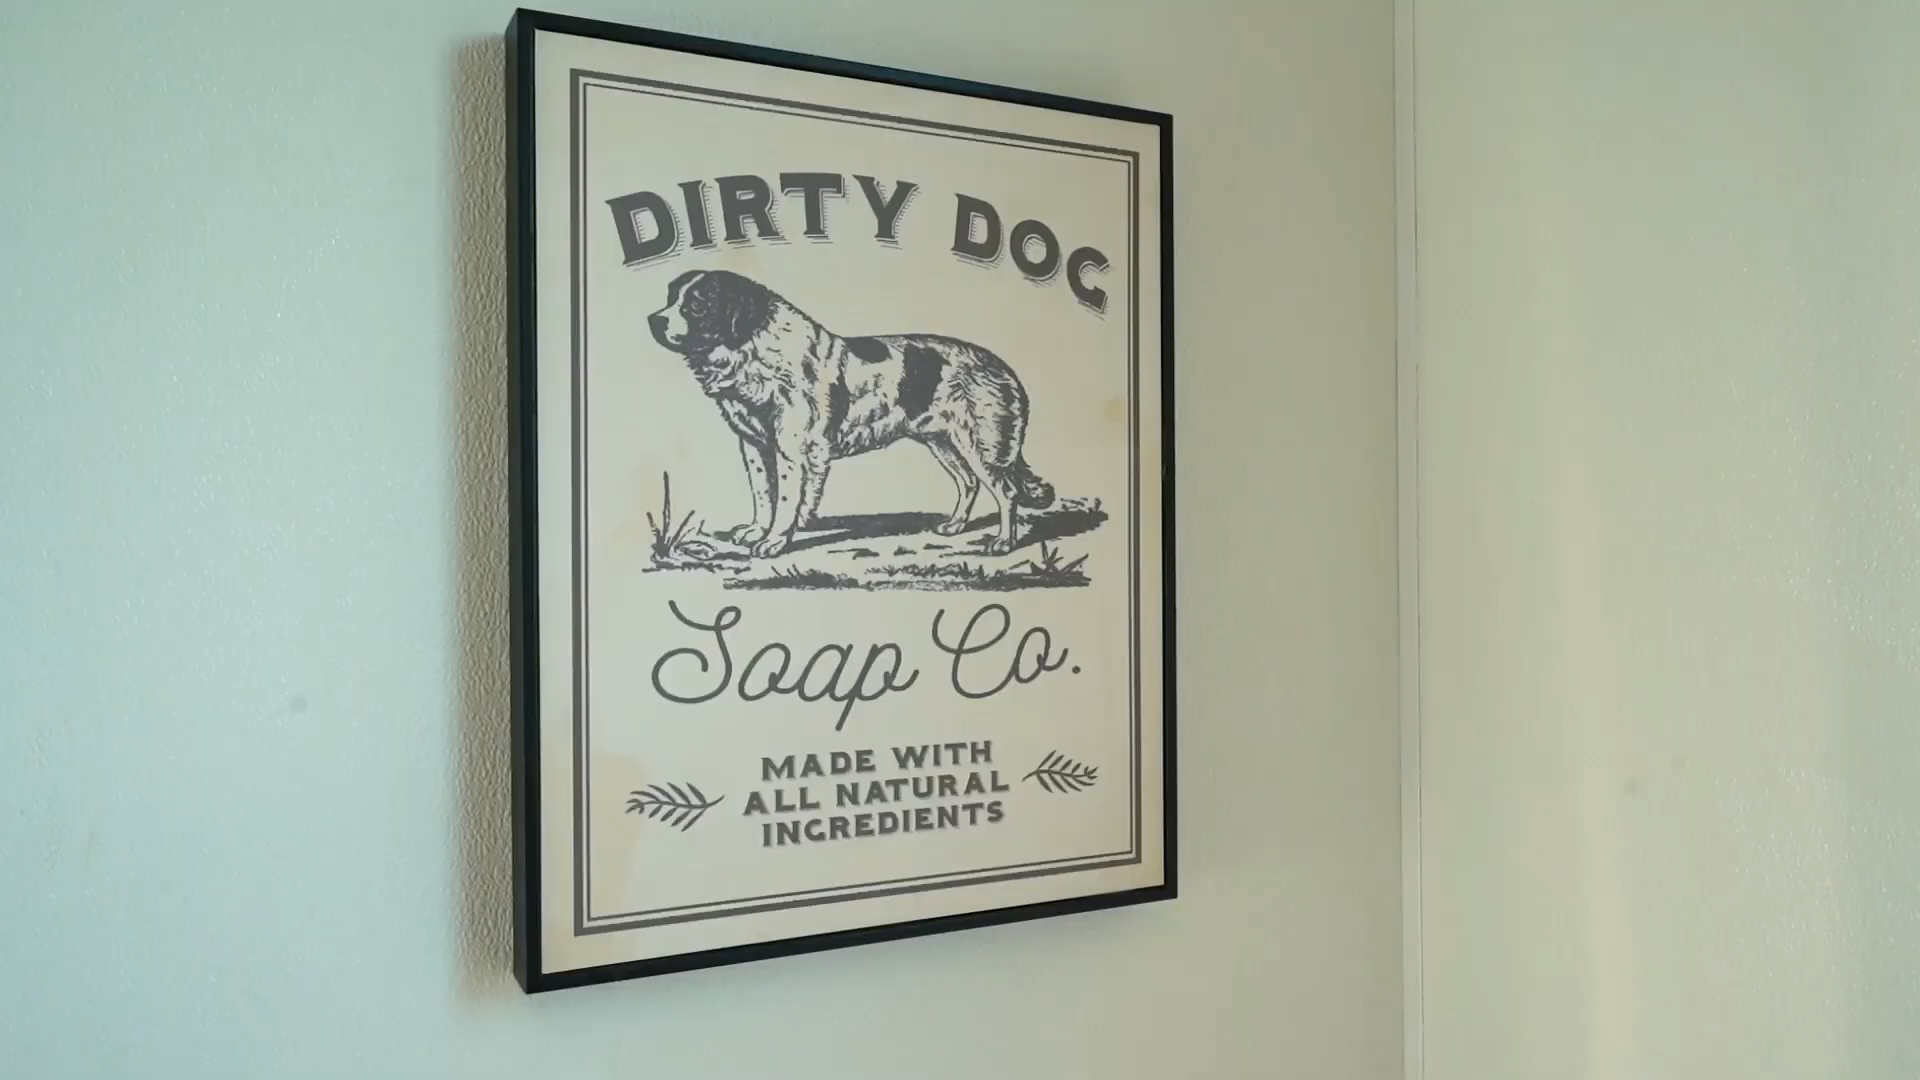 DIRTY DOG
Soap Co.
MADE WITH
ALL NATURAL
INGREDIENTS